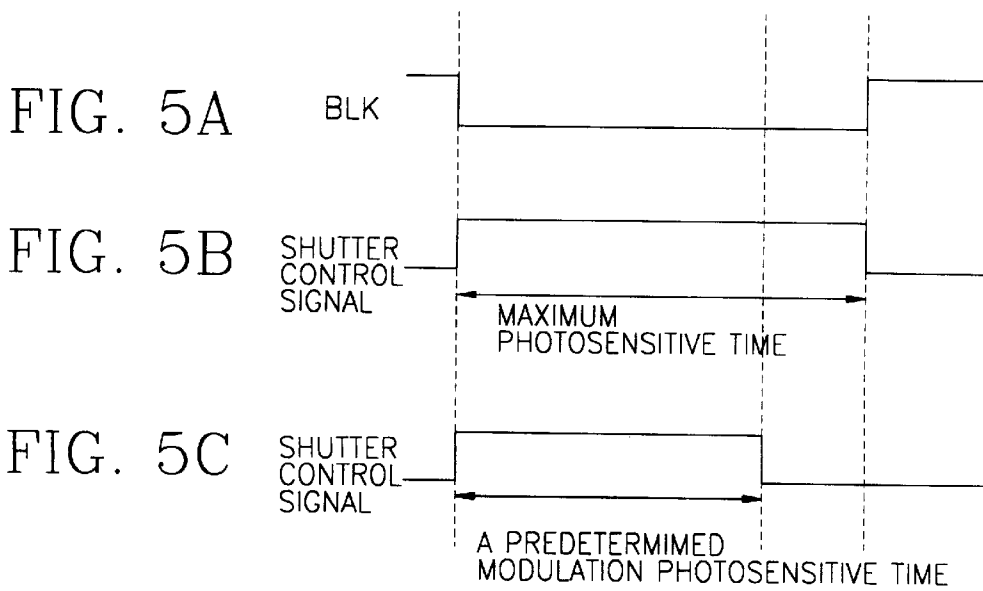 FIG. 5A
BLK
FIG. 5B
SHUTTER
CONTROL
SIGNAL
MAXIMUM
PHOTOSENSITIVE TIME
FIG. 5C
SHUTTER
CONTROL
SIGNAL
A PREDETERMIMED
MODULATION PHOTOSENSITIVE TIME